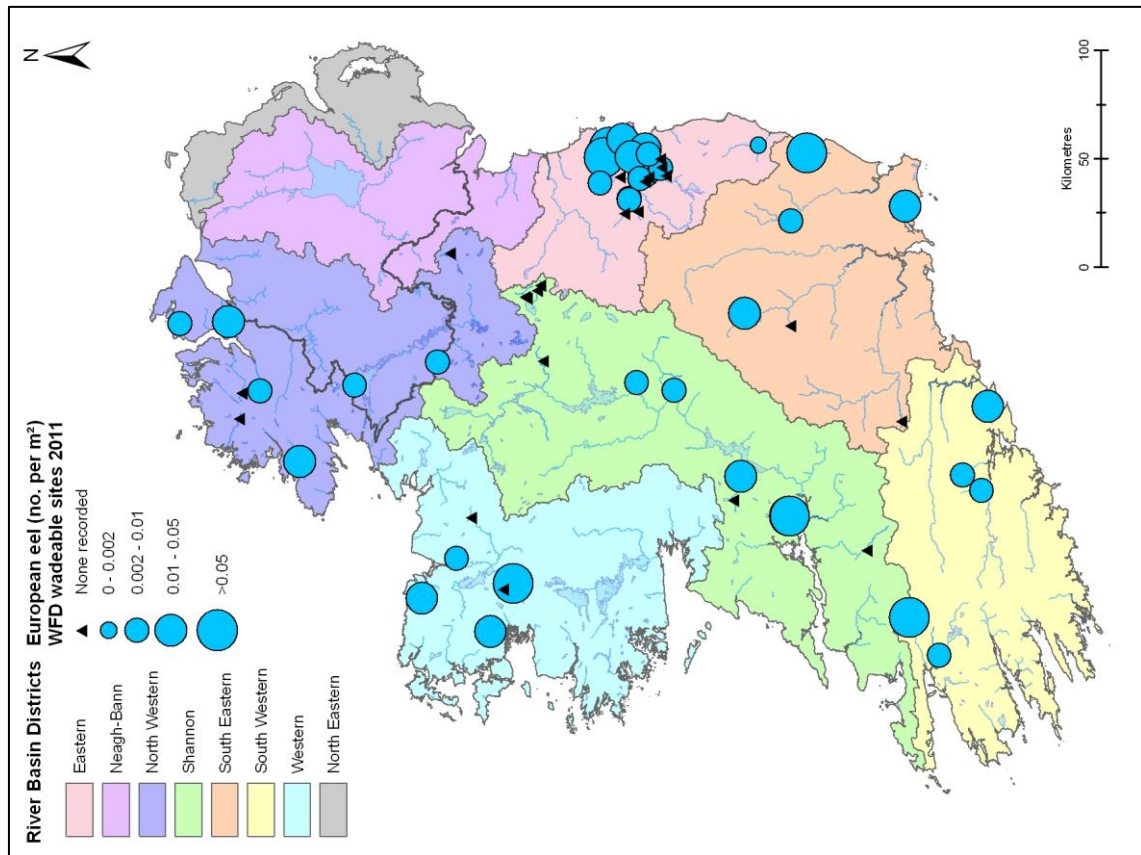 River Basin Districts
Eastern
Neagh-Bann
North Western
Shannon
South Eastern
South Western
Western
North Eastern
European eel (no. per m²)
WFD wadeable sites 2011
None recorded
0 - 0.002
0.002 - 0.01
0.01 - 0.05
>0.05
N
0
50
100
Kilometres